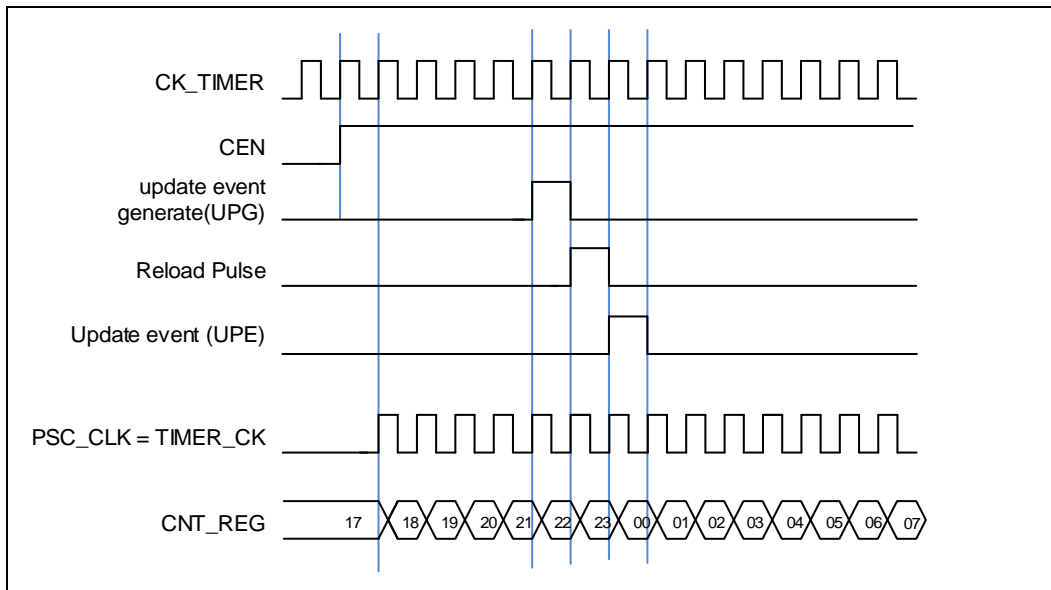 CK_TIMER
CEN
update event
generate(UPG)
Reload Pulse
Update event (UPE)
PSC_CLK = TIMER_CK
CNT_REG 17 18 19 20 21 22 23 00 01 02 03 04 05 06 07